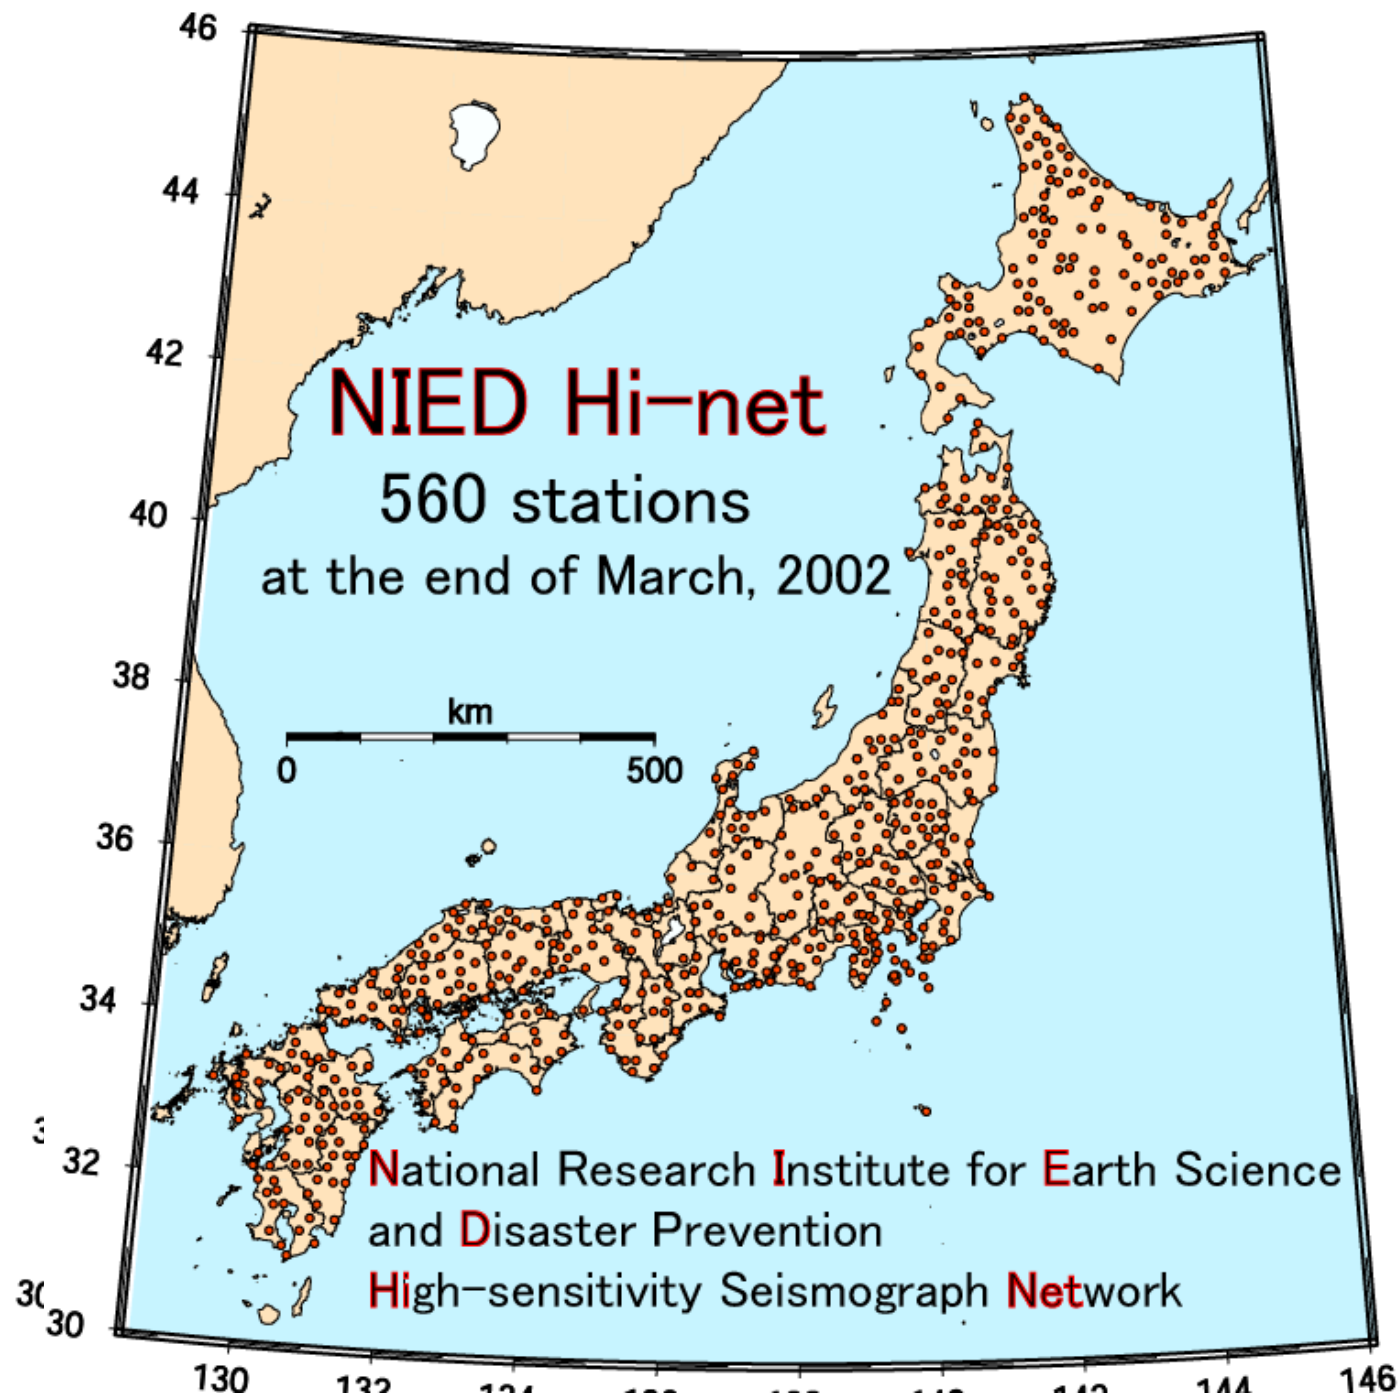 46
44
42
NIED Hi-net
560 stations
40
at the end of March, 2002
38
km
0 500
36
34
32
National Research Institute for Earth Science
and Disaster Prevention
High-sensitivity Seismograph Network
30
130 132 144 146